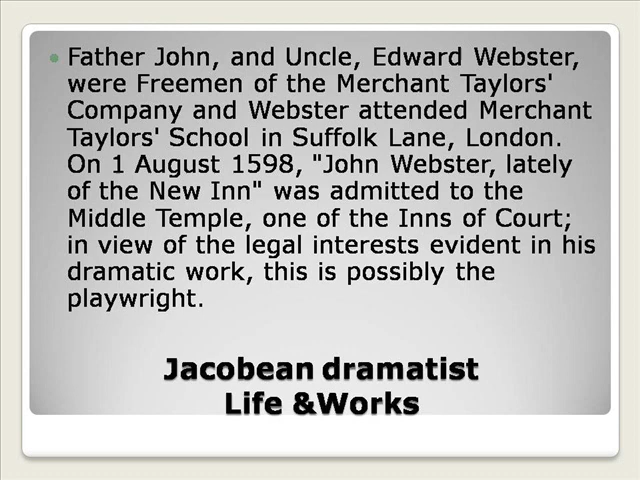 Father John, and Uncle, Edward Webster,
were Freemen of the Merchant Taylors'
Company and Webster attended Merchant
Taylors' School in Suffolk Lane, London.
On 1 August 1598, "John Webster, lately
of the New Inn" was admitted to the
Middle Temple, one of the Inns of Court;
in view of the legal interests evident in his
dramatic work, this is possibly the
playwright.
Jacobean dramatist
Life &Works